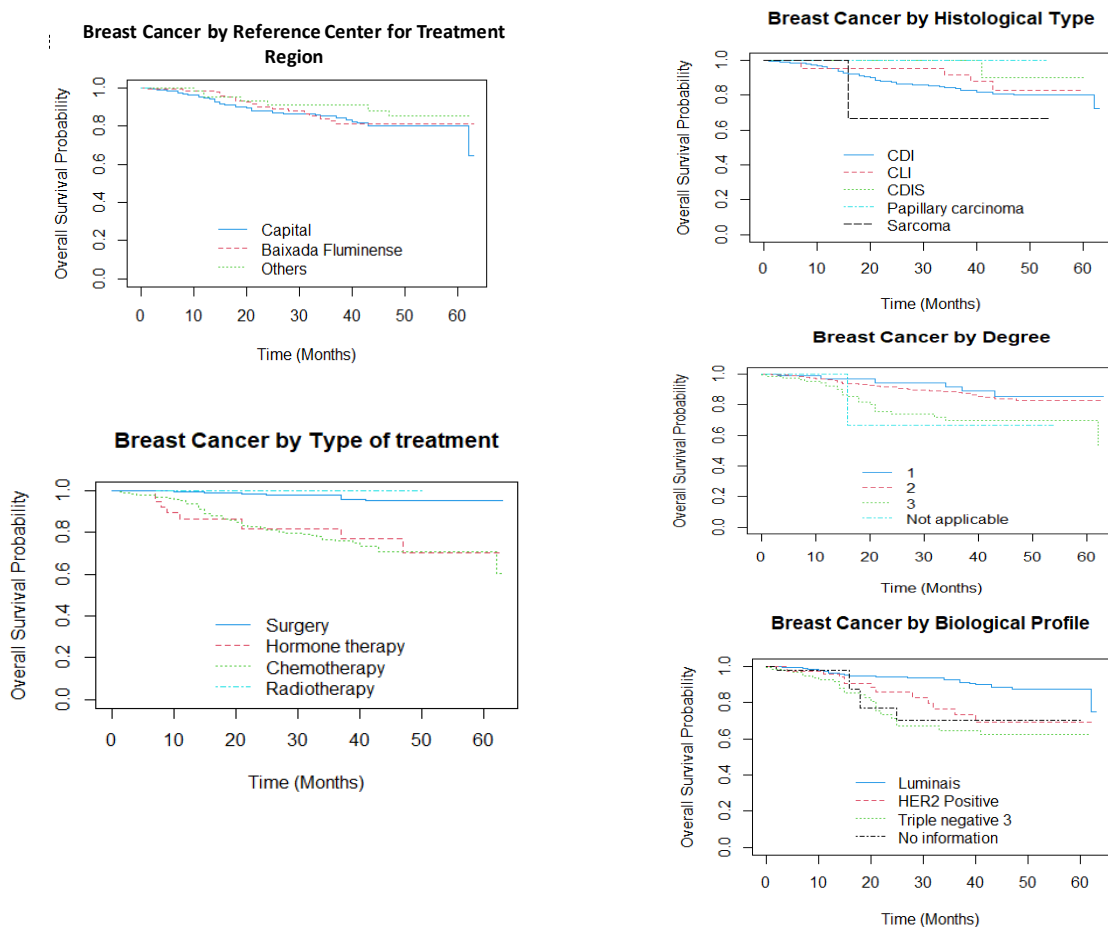 Breast Cancer by Reference Center for Treatment
Region
Overall Survival Probability
0.0 0.2 0.4 0.6 0.8 1.0
Capital
Baixada Fluminense
Others
0 10 20 30 40 50 60
Time (Months)
Breast Cancer by Type of treatment
Overall Survival Probability
0.0 0.2 0.4 0.6 0.8 1.0
Surgery
Hormone therapy
Chemotherapy
Radiotherapy
0 10 20 30 40 50 60
Time (Months)
Breast Cancer by Histological Type
Overall Survival Probability
0.0 0.2 0.4 0.6 0.8 1.0
CDI
CLI
CDIS
Papillary carcinoma
Sarcoma
0 10 20 30 40 50 60
Time (Months)
Breast Cancer by Degree
Overall Survival Probability
0.0 0.2 0.4 0.6 0.8 1.0
1
2
3
Not applicable
0 10 20 30 40 50 60
Time (Months)
Breast Cancer by Biological Profile
Overall Survival Probability
0.0 0.2 0.4 0.6 0.8 1.0
Luminais
HER2 Positive
Triple negative 3
No information
0 10 20 30 40 50 60
Time (Months)